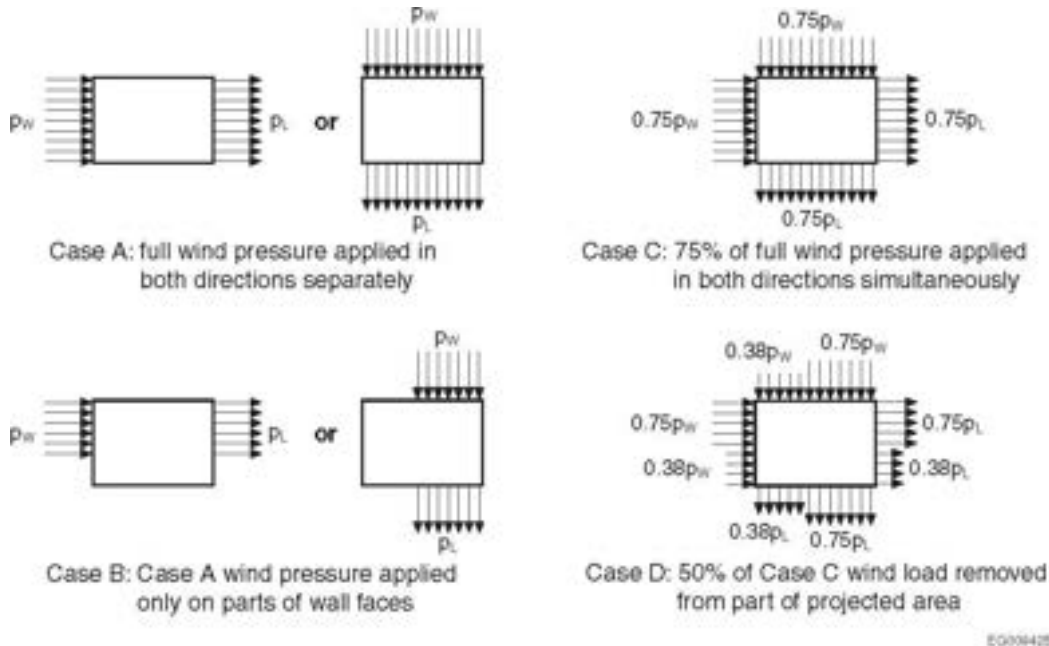 pW
pL
or
pW
pL
Case A: full wind pressure applied in
both directions separately
0.75pW
0.75pW
0.75pL
0.75pL
Case C: 75% of full wind pressure applied
in both directions simultaneously
pW
pL
or
pW
pL
Case B: Case A wind pressure applied
only on parts of wall faces
0.38pW
0.75pW
0.75pW
0.38pW
0.75pL
0.38pL
0.38pL
0.75pL
Case D: 50% of Case C wind load removed
from part of projected area